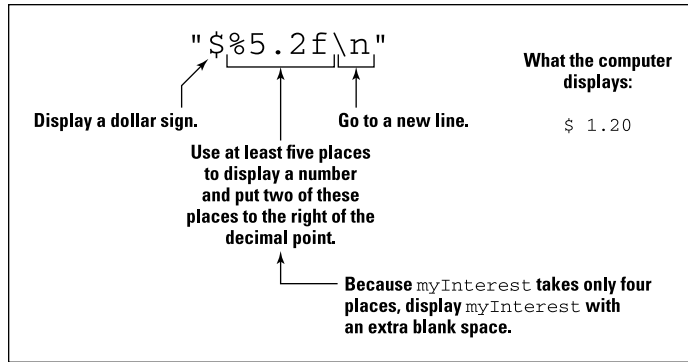 "$%5.2f\n"
What the computer
displays:
$ 1.20
Display a dollar sign.
Go to a new line.
Use at least five places
to display a number
and put two of these
places to the right of the
decimal point.
Because myInterest takes only four
places, display myInterest with
an extra blank space.